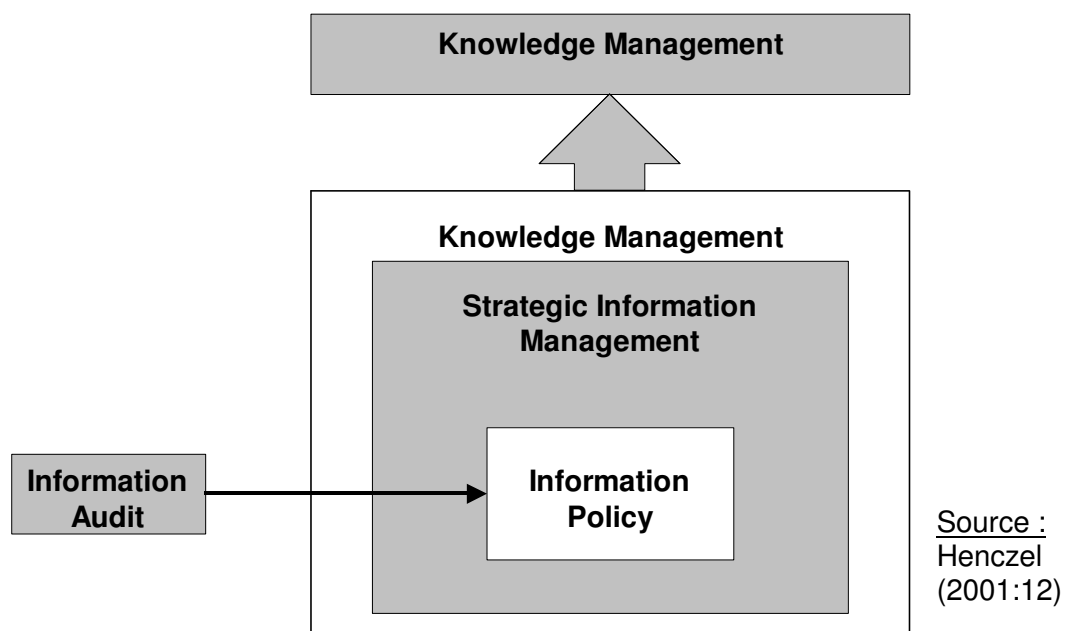 Knowledge Management
Knowledge Management
Strategic Information
Management
Information
Audit
Information
Policy
Source :
Henczel
(2001:12)